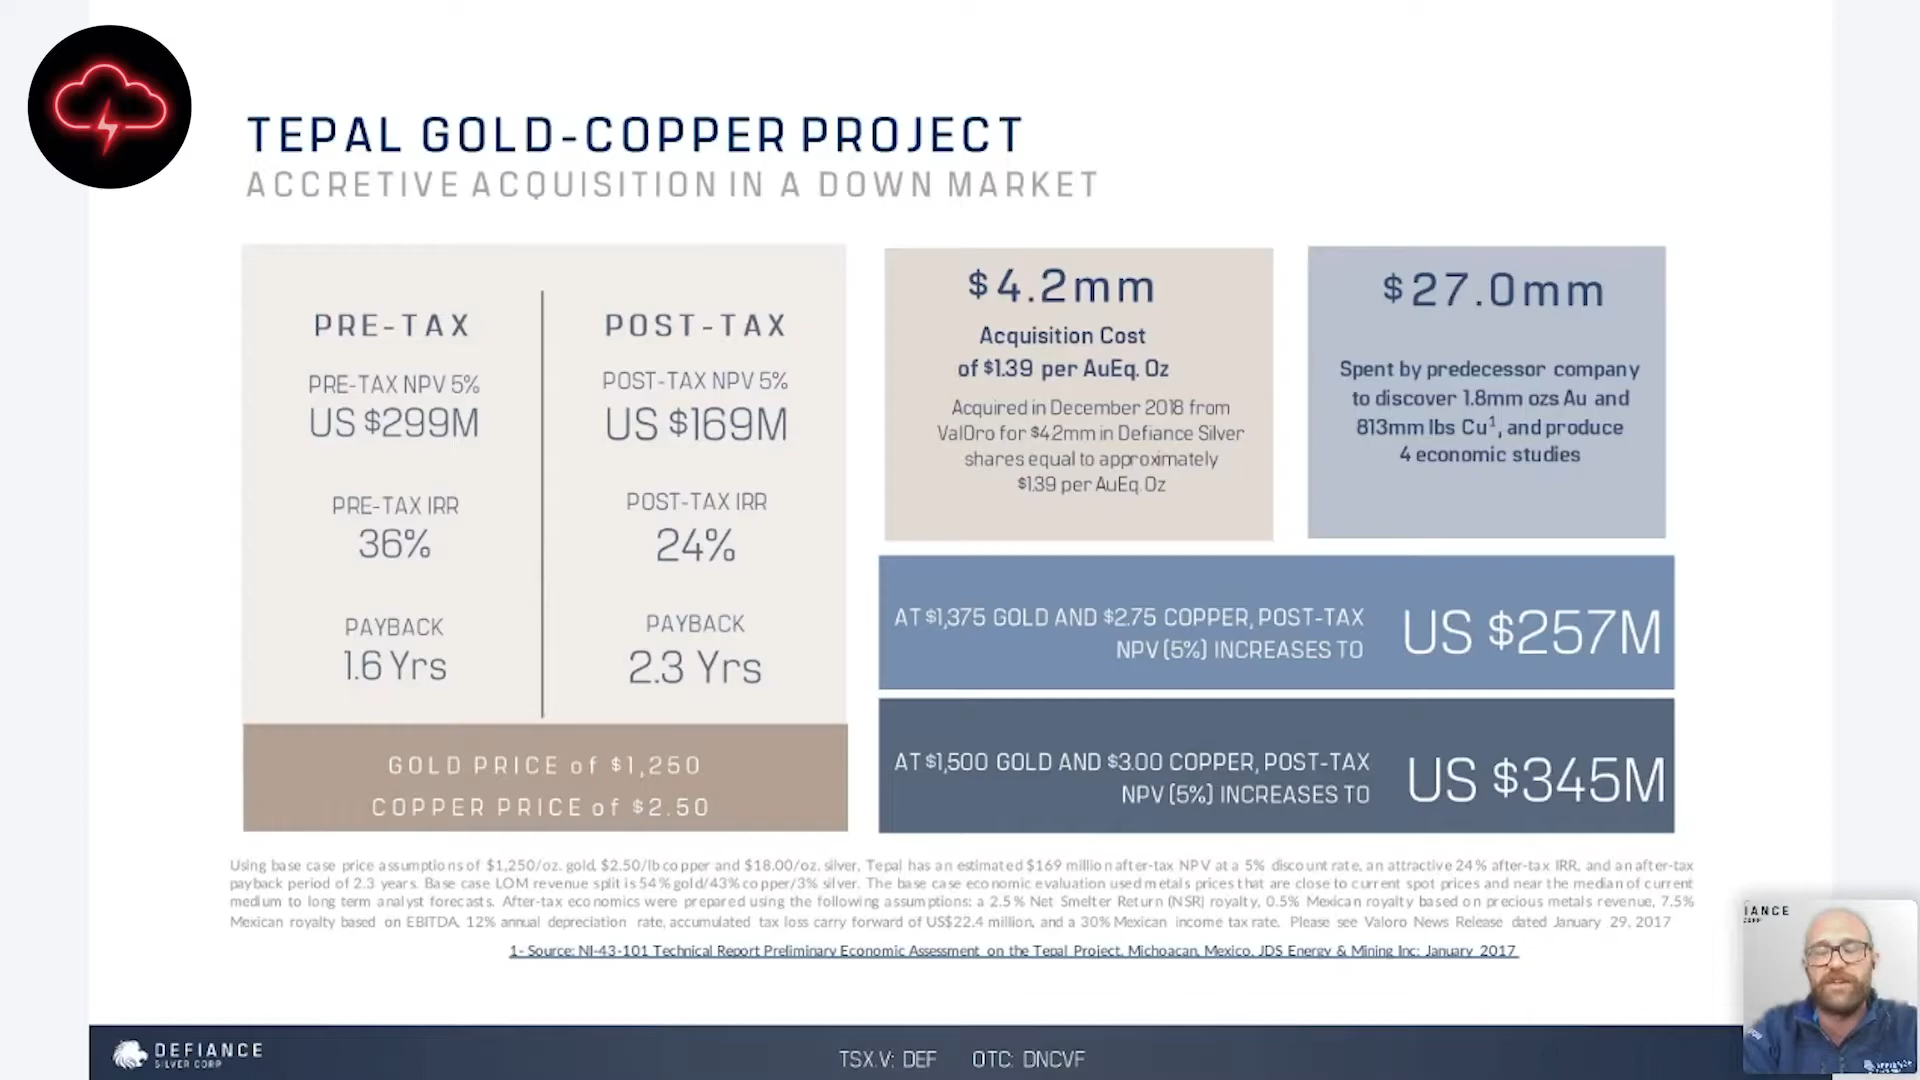 TEPAL GOLD-COPPER PROJECT
ACCRETIVE ACQUISITION IN A DOWN MARKET
PRE-TAX
PRE-TAX NPV 5%
US $299M
PRE-TAX IRR
36%
PAYBACK
1.6 Yrs
POST-TAX
POST-TAX NPV 5%
US $169M
POST-TAX IRR
24%
PAYBACK
2.3 Yrs
GOLD PRICE of $1,250
COPPER PRICE of $2.50
$4.2mm
Acquisition Cost
of $1.39 per AuEq. Oz
Acquired in December 2018 from
ValOro for $42mm in Defiance Silver
shares equal to approximately
$1.39 per AuEq. Oz
$27.0mm
Spent by predecessor company
to discover 1.8mm ozs Au and
813mm lbs Cu¹, and produce
4 economic studies
AT $1,375 GOLD AND $2.75 COPPER, POST-TAX
NPV (5%) INCREASES TO
US $257M
AT $1,500 GOLD AND $3.00 COPPER, POST-TAX
NPV (5%) INCREASES TO
US $345M
Using base case price assumptions of $1,250/oz. gold, $2.50/lb copper and $18.00/oz. silver, Tepal has an estimated $169 million after-tax NPV at a 5% discount rate, an attractive 24% after-tax IRR, and an after-tax
payback period of 2.3 years. Base case LOM revenue split is 54% gold/43% copper/3% silver. The base case economic evaluation used metals prices that are close to current spot prices and near the median of current
medium to long term analyst forecasts. After-tax economics were prepared using the following assumptions: a 2.5% Net Smelter Return (NSR) royalty, 0.5% Mexican royalty based on precious metals revenue, 7.5%
Mexican royalty based on EBITDA, 12% annual depreciation rate, accumulated tax loss carry forward of US$22.4 million, and a 30% Mexican income tax rate. Please see Valoro News Release dated January 29, 2017
1- Source: NI-43-101 Technical Report Preliminary Economic Assessment on the Tepal Project, Michoacan, Mexico, JDS Energy & Mining Inc; January 2017
IANCE
CORP
DEFIANCE
SILVER CORP
TSX.V: DEF OTC: DNCVF